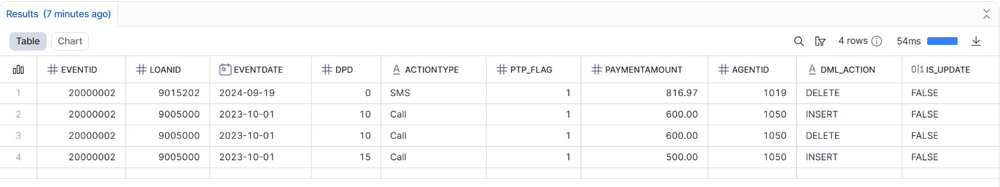 Results (7 minutes ago)
Table Chart 4 rows 54ms
EVENTID LOANID EVENTDATE DPD ACTIONTYPE PTP_FLAG PAYMENTAMOUNT AGENTID DML_ACTION IS_UPDATE
1 20000002 9015202 2024-09-19 0 SMS 1 816.97 1019 DELETE FALSE
2 20000002 9005000 2023-10-01 10 Call 1 600.00 1050 INSERT FALSE
3 20000002 9005000 2023-10-01 10 Call 1 600.00 1050 DELETE FALSE
4 20000002 9005000 2023-10-01 15 Call 1 500.00 1050 INSERT FALSE